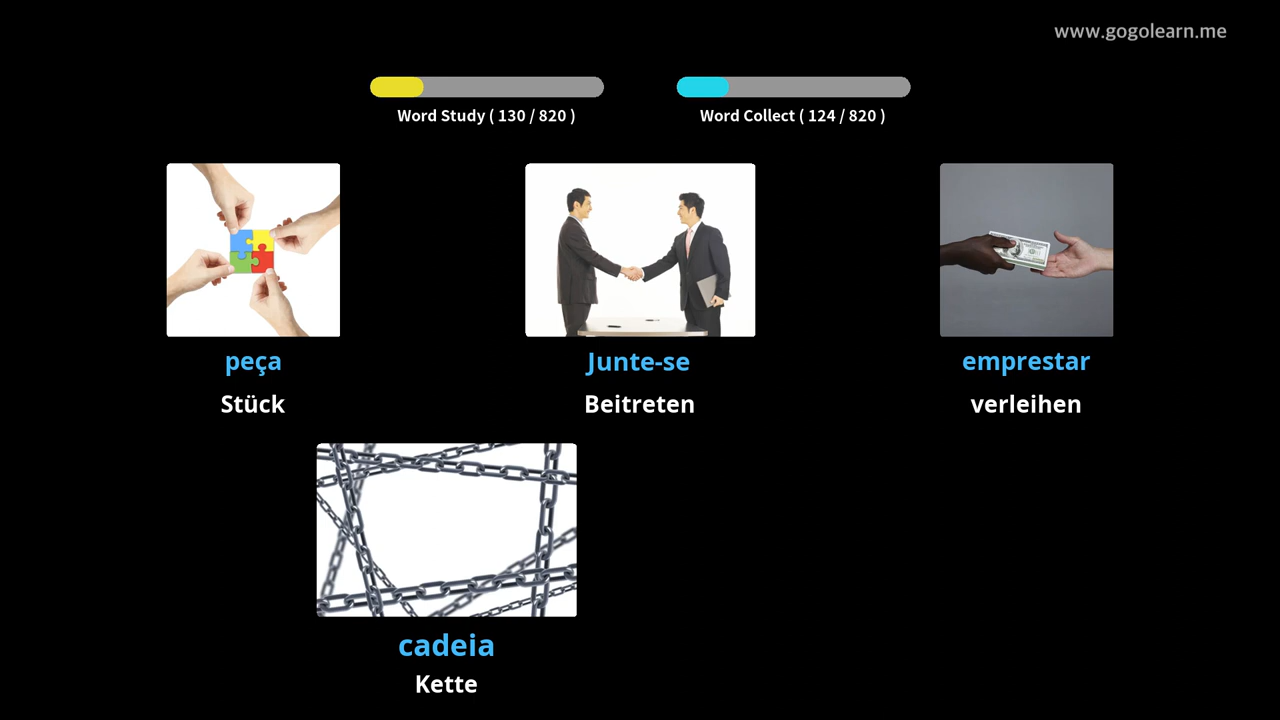 www.gogolearn.me
Word Study ( 130 / 820 )
Word Collect ( 124 / 820 )
peça
Stück
Junte-se
Beitreten
emprestar
verleihen
cadeia
Kette